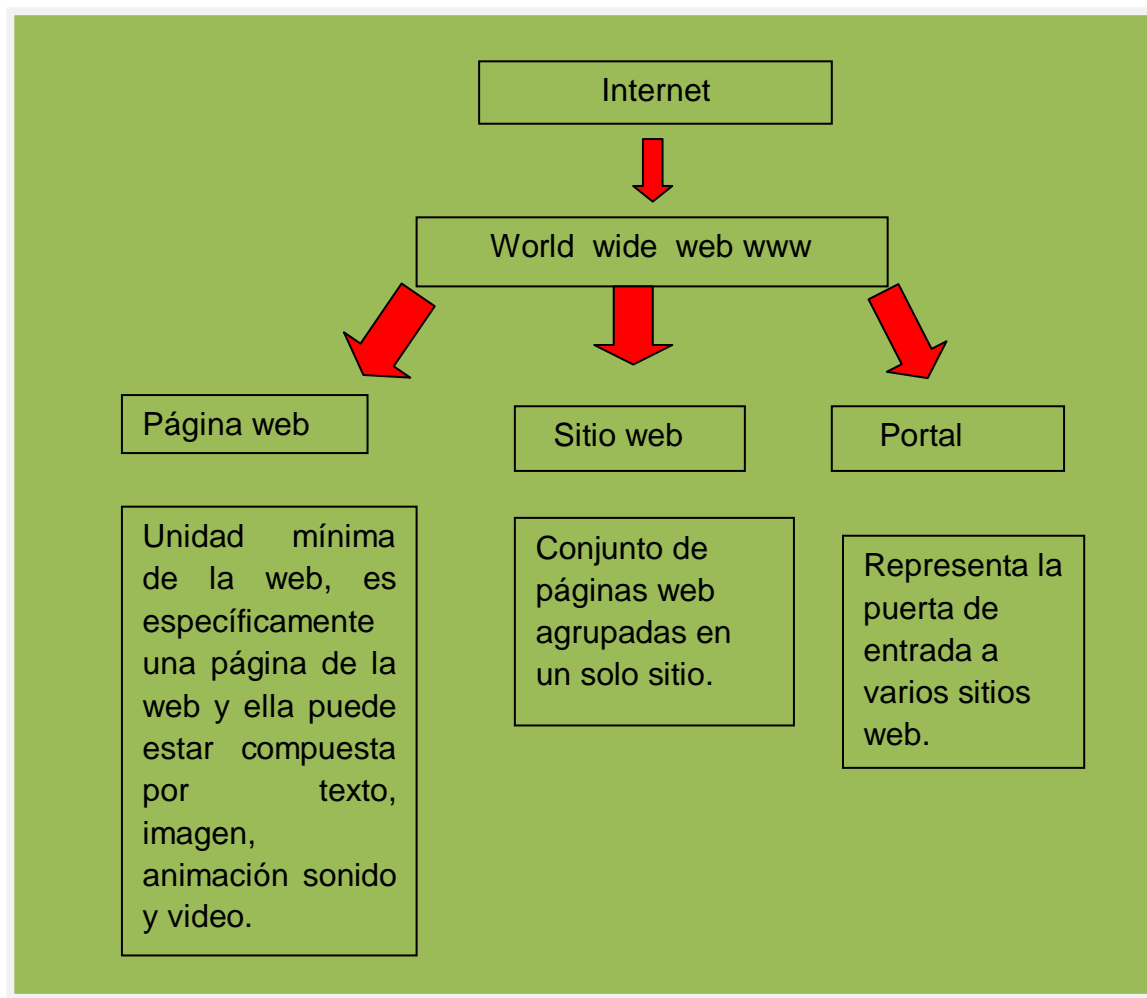 Internet
World wide web www
Página web
Sitio web
Portal
Unidad mínima
de la web, es
específicamente
una página de la
web y ella puede
estar compuesta
por texto,
imagen,
animación sonido
y video.
Conjunto de
páginas web
agrupadas en
un solo sitio.
Representa la
puerta de
entrada a
varios sitios
web.